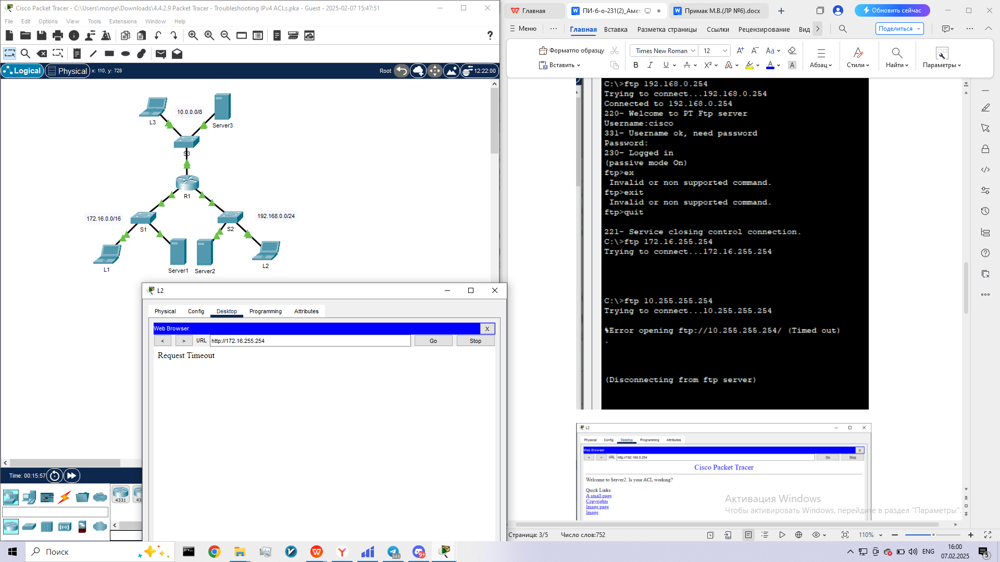 Cisco Packet Tracer - C:\Users\morpe\Downloads\4.4.2.9 Packet Tracer - Troubleshooting IPv4 ACLs.pka - Guest - 2025-02-07 15:47:51
File Edit Options View Tools Extensions Window Help
Logical Physical x: 110, y: 728
Root 12:22:00
10.0.0.0/8
L3
Server3
S3
R1
172.16.0.0/16
192.168.0.0/24
S1
S2
L1
Server1
Server2
L2
L2
Physical Config Desktop Programming Attributes
Web Browser X
< > URL http://172.16.255.254 Go Stop
Request Timeout
Time: 00:15:57
4331
43
Главная
ПИ-б-о-231(2)_Амет
Примак М.В.(ЛР №6).docx
Обновить сейчас
Меню
Главная Вставка Разметка страницы Ссылки Рецензирование Вид
Поделиться
Формат по образцу
Times New Roman 12
Вставить
Абзац Стили Найти Параметры
C:\>ftp 192.168.0.254
Trying to connect...192.168.0.254
Connected to 192.168.0.254
220- Welcome to PT Ftp server
Username:cisco
331- Username ok, need password
Password:
230- Logged in
(passive mode On)
ftp>ex
Invalid or non supported command.
ftp>exit
Invalid or non supported command.
ftp>quit
221- Service closing control connection.
C:\>ftp 172.16.255.254
Trying to connect...172.16.255.254
C:\>ftp 10.255.255.254
Trying to connect...10.255.255.254
%Error opening ftp://10.255.255.254/ (Timed out)
.
(Disconnecting from ftp server)
L2
Physical Config Desktop Programming Attributes
Web Browser X
< > URL http://192.168.0.254 Go Stop
Cisco Packet Tracer
Welcome to Server2. Is your ACL working?
Quick Links:
A small page
Copyrights
Image page
Image
Активация Windows
Чтобы активировать Windows, перейдите в раздел "Параметры".
Страница: 3/5 Число слов:752
110%
Поиск
343
9+
ENG
16:00
07.02.2025
5